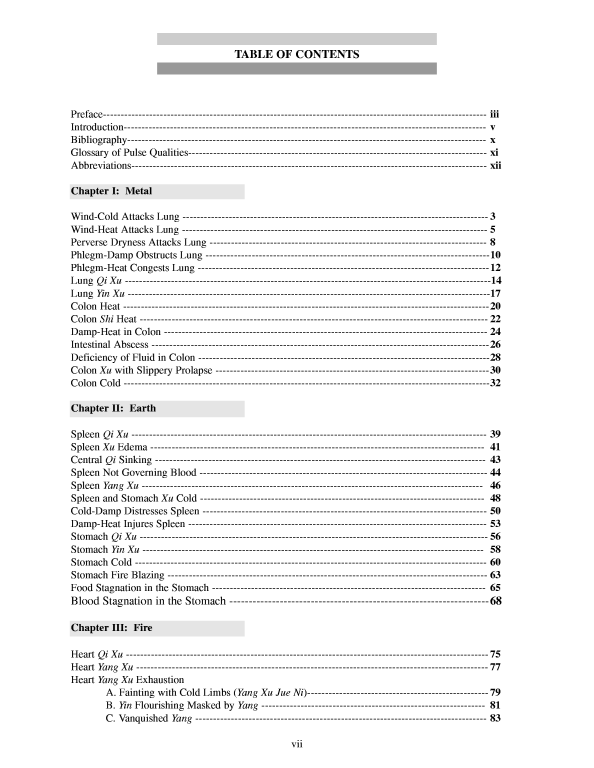 TABLE OF CONTENTS
Preface------------------------------------------------------------ iii
Introduction------------------------------------------------------------ v
Bibliography------------------------------------------------------------ x
Glossary of Pulse Qualities------------------------------------------------------------ xi
Abbreviations------------------------------------------------------------ xii
Chapter I: Metal
Wind-Cold Attacks Lung ------------------------------------------------------------ 3
Wind-Heat Attacks Lung ------------------------------------------------------------ 5
Perverse Dryness Attacks Lung ------------------------------------------------------------ 8
Phlegm-Damp Obstructs Lung ------------------------------------------------------------10
Phlegm-Heat Congests Lung ------------------------------------------------------------12
Lung Qi Xu ------------------------------------------------------------14
Lung Yin Xu ------------------------------------------------------------17
Colon Heat ------------------------------------------------------------20
Colon Shi Heat ------------------------------------------------------------ 22
Damp-Heat in Colon ------------------------------------------------------------ 24
Intestinal Abscess ------------------------------------------------------------26
Deficiency of Fluid in Colon ------------------------------------------------------------28
Colon Xu with Slippery Prolapse ------------------------------------------------------------30
Colon Cold ------------------------------------------------------------32
Chapter II: Earth
Spleen Qi Xu ------------------------------------------------------------ 39
Spleen Xu Edema ------------------------------------------------------------ 41
Central Qi Sinking ------------------------------------------------------------ 43
Spleen Not Governing Blood ------------------------------------------------------------ 44
Spleen Yang Xu ------------------------------------------------------------ 46
Spleen and Stomach Xu Cold ------------------------------------------------------------ 48
Cold-Damp Distresses Spleen ------------------------------------------------------------ 50
Damp-Heat Injures Spleen ------------------------------------------------------------ 53
Stomach Qi Xu ------------------------------------------------------------ 56
Stomach Yin Xu ------------------------------------------------------------ 58
Stomach Cold ------------------------------------------------------------ 60
Stomach Fire Blazing ------------------------------------------------------------ 63
Food Stagnation in the Stomach ------------------------------------------------------------ 65
Blood Stagnation in the Stomach ------------------------------------------------------------68
Chapter III: Fire
Heart Qi Xu ------------------------------------------------------------75
Heart Yang Xu ------------------------------------------------------------77
Heart Yang Xu Exhaustion
A. Fainting with Cold Limbs (Yang Xu Jue Ni)------------------------------------------------------------79
B. Yin Flourishing Masked by Yang ------------------------------------------------------------ 81
C. Vanquished Yang ------------------------------------------------------------ 83
vii